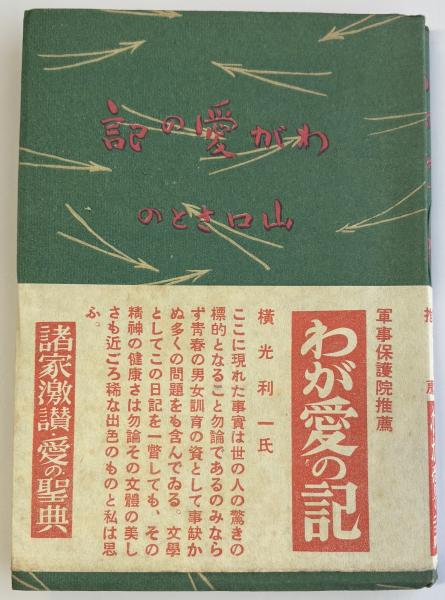 わが愛の記
山口さとの
軍事保護院推薦
わが愛の記
横光利一氏
ここに現れた事實は世の人の驚きの
標的となること勿論であるのみなら
ず靑春の男女訓育の資として事缺か
ぬ多くの問題をも含んでゐる。文學
としてこの日記を一瞥しても、その
精神の健康さは勿論その文體の美し
さも近ごろ稀な出色のものと私は思
ふ。
諸家激讃・愛の聖典